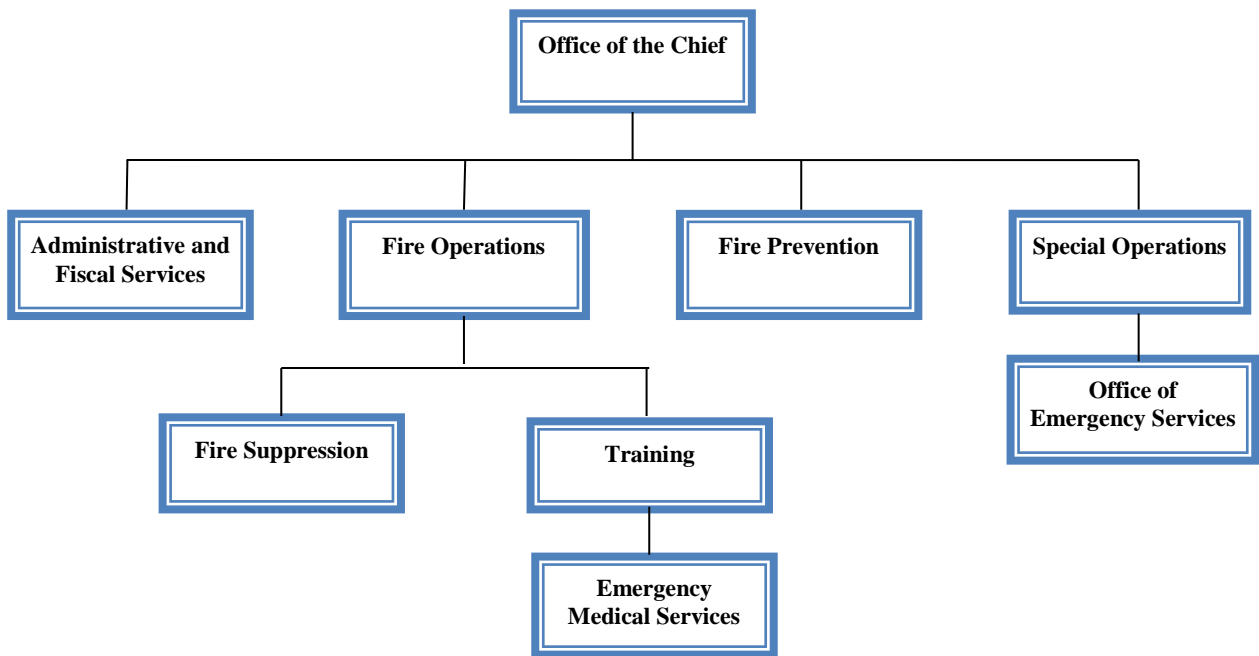 Office of the Chief
Administrative and
Fiscal Services
Fire Operations
Fire Prevention
Special Operations
Fire Suppression
Training
Office of
Emergency Services
Emergency
Medical Services